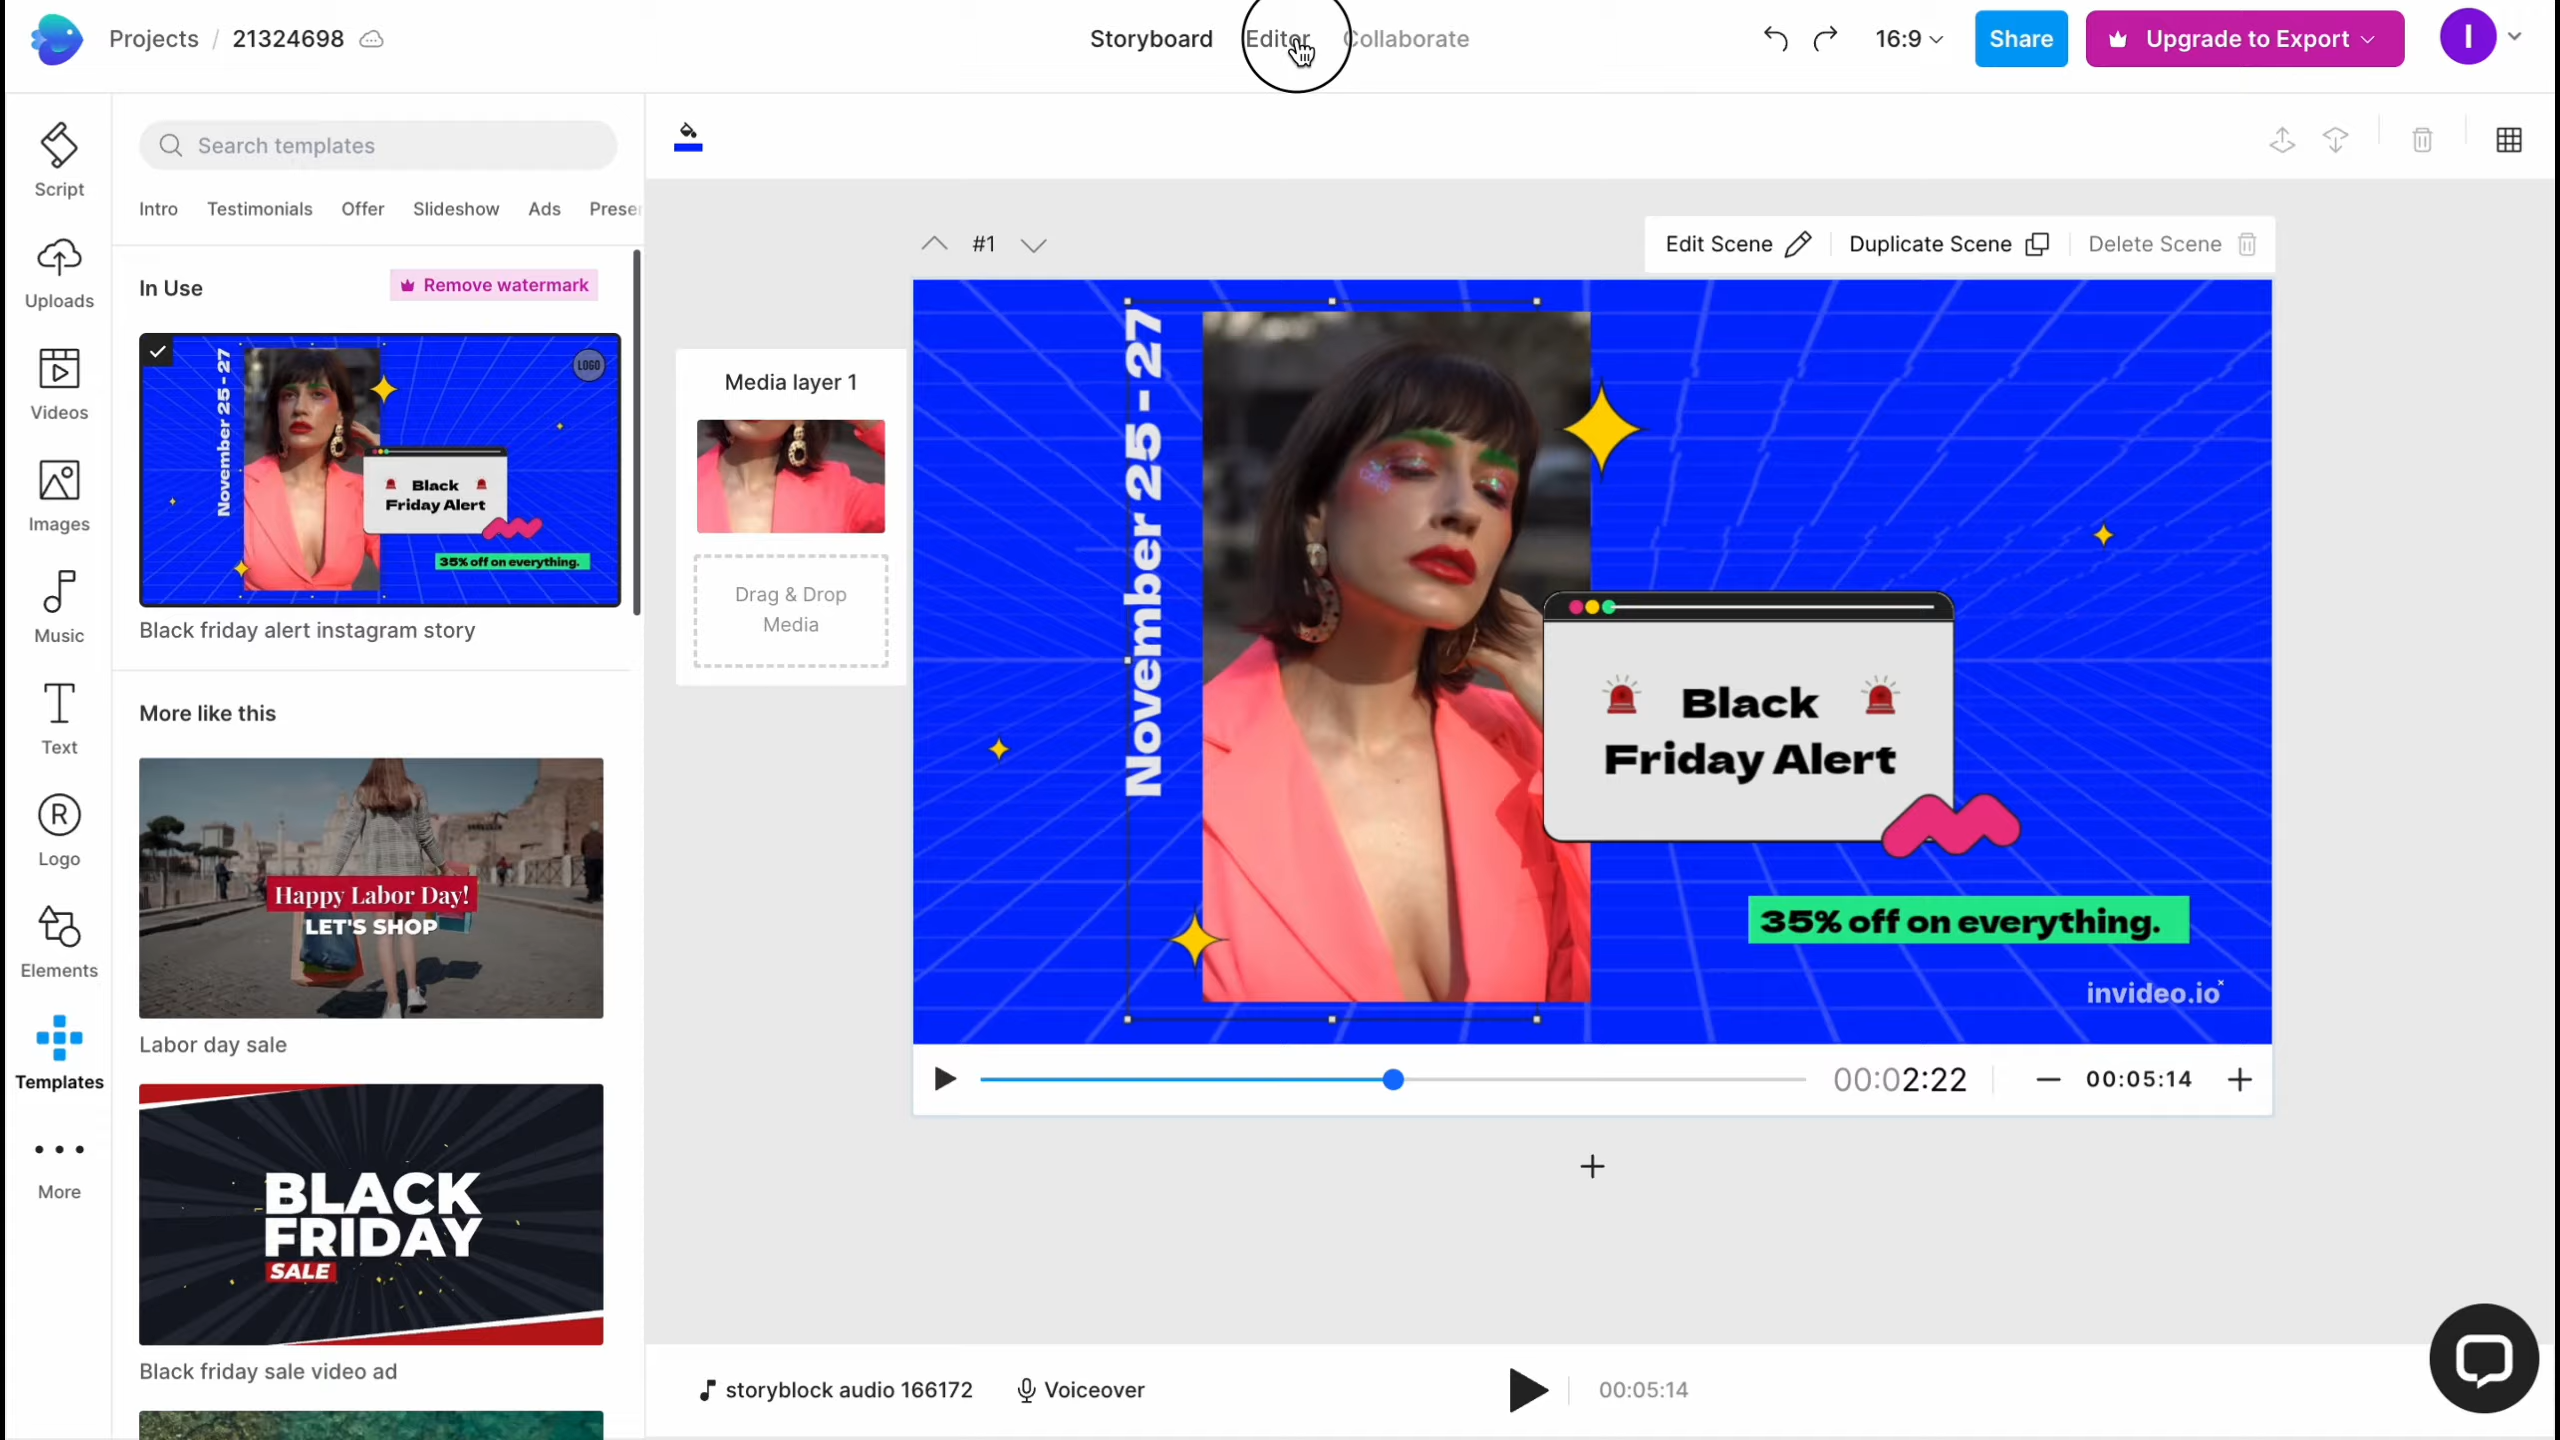 Projects / 21324698
Storyboard
Editor
Collaborate
16:9
Share
Upgrade to Export
I
Script
Uploads
Videos
Images
Music
Text
R
Logo
Elements
Templates
More
Search templates
Intro
Testimonials
Offer
Slideshow
Ads
Prese
In Use
Remove watermark
November 25 - 27
LOGO
Black
Friday Alert
35% off on everything.
Black friday alert instagram story
More like this
Happy Labor Day!
LET'S SHOP
Labor day sale
BLACK
FRIDAY
SALE
Black friday sale video ad
#1
Edit Scene
Duplicate Scene
Delete Scene
Media layer 1
Drag & Drop
Media
November 25 - 27
Black
Friday Alert
35% off on everything.
invideo.io
00:02:22
00:05:14
storyblock audio 166172
Voiceover
00:05:14